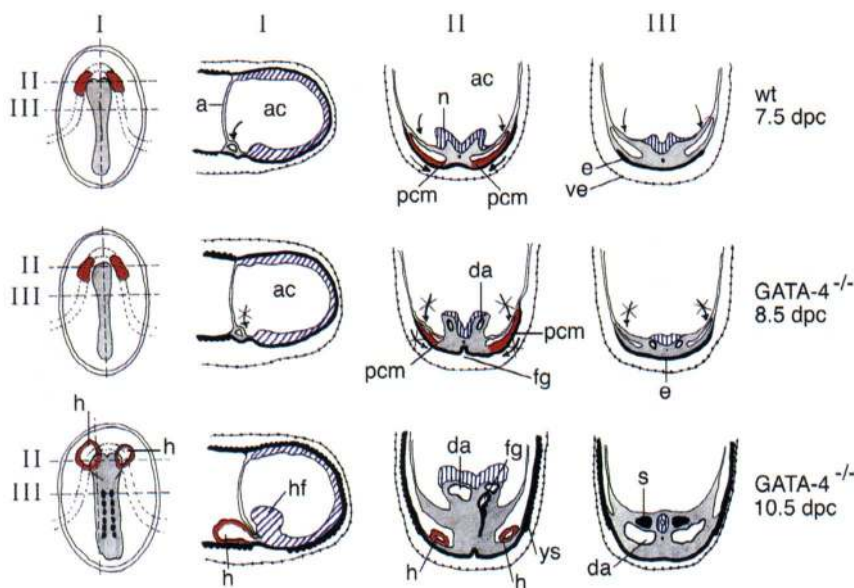 I I II III
II
III
a
ac
n
ac
pcm pcm
e
ve
wt
7.5 dpc
II
III
ac
da
pcm
pcm
fg
e
GATA-4 -/-
8.5 dpc
h
h
II
III
hf
h
da
fg
h
h
ys
s
da
GATA-4 -/-
10.5 dpc